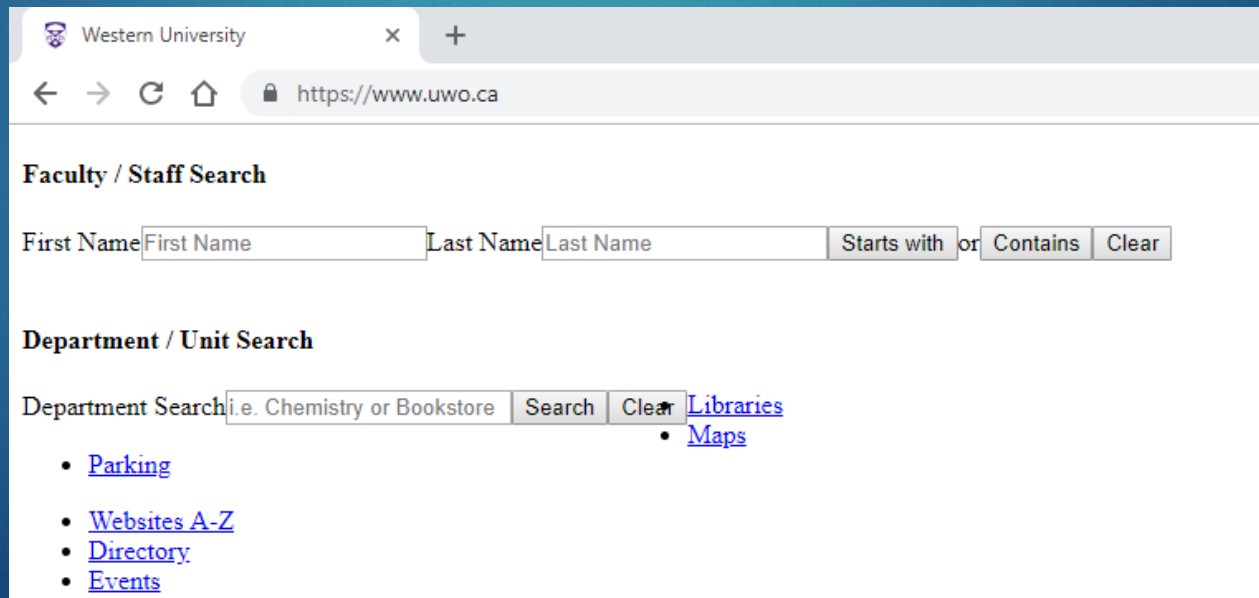 Western University
https://www.uwo.ca
Faculty / Staff Search
First Name First Name Last Name Last Name Starts with or Contains Clear
Department / Unit Search
Department Search i.e. Chemistry or Bookstore Search Clear Libraries
Maps
Parking
Websites A-Z
Directory
Events